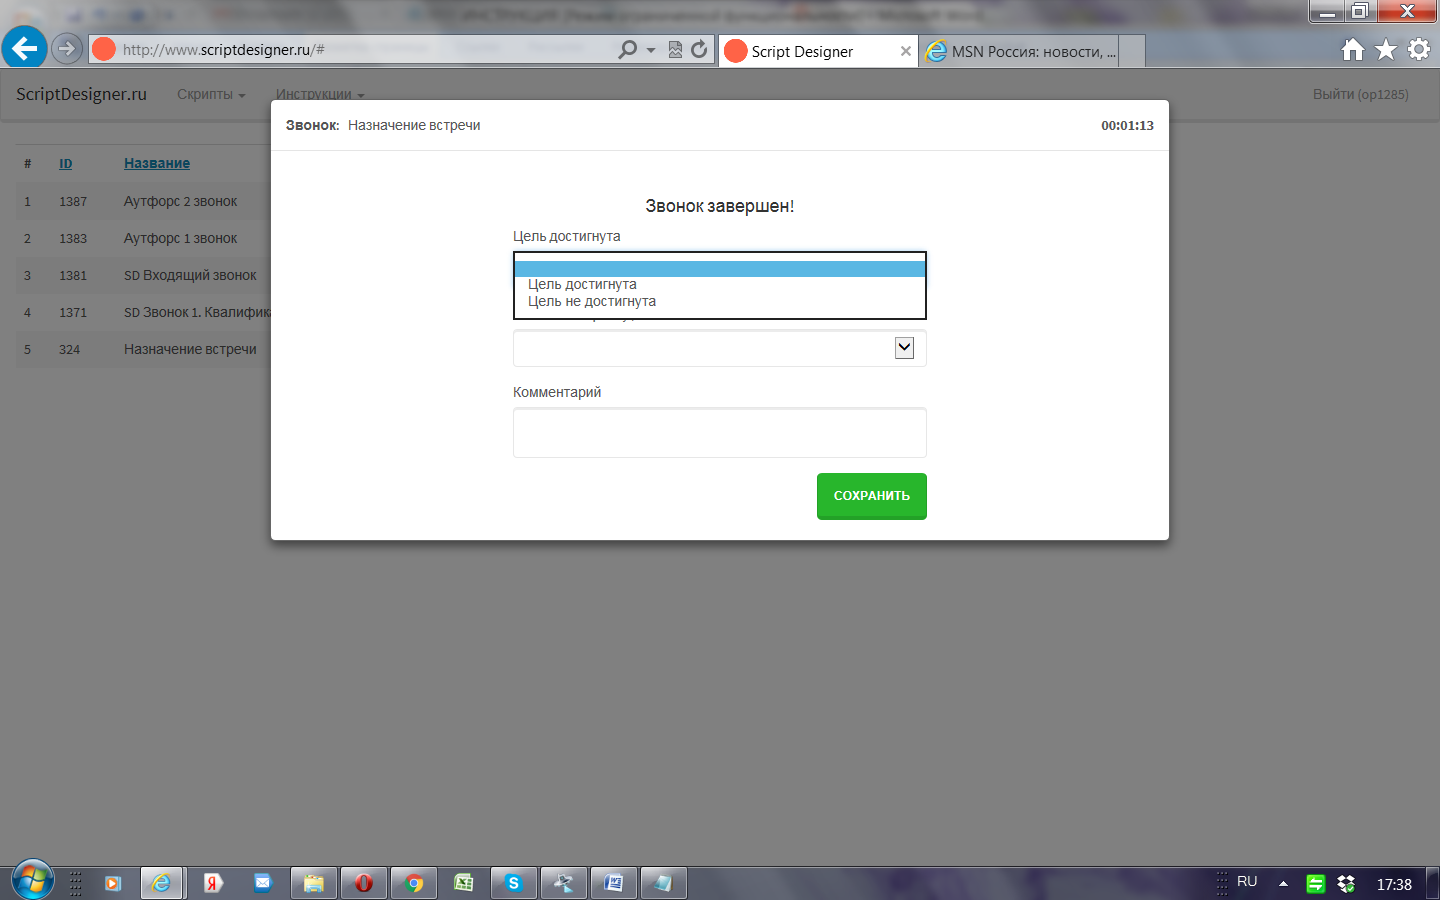 http://www.scriptdesigner.ru/#
Script Designer
MSN Россия: новости, ...
ScriptDesigner.ru
Скрипты
Инструкции
Выйти (op1285)
Звонок: Назначение встречи
00:01:13
# ID Название
1 1387 Аутфорс 2 звонок
2 1383 Аутфорс 1 звонок
3 1381 SD Входящий звонок
4 1371 SD Звонок 1. Квалифика
5 324 Назначение встречи
Звонок завершен!
Цель достигнута
Цель достигнута
Цель не достигнута
Комментарий
СОХРАНИТЬ
RU
17:38